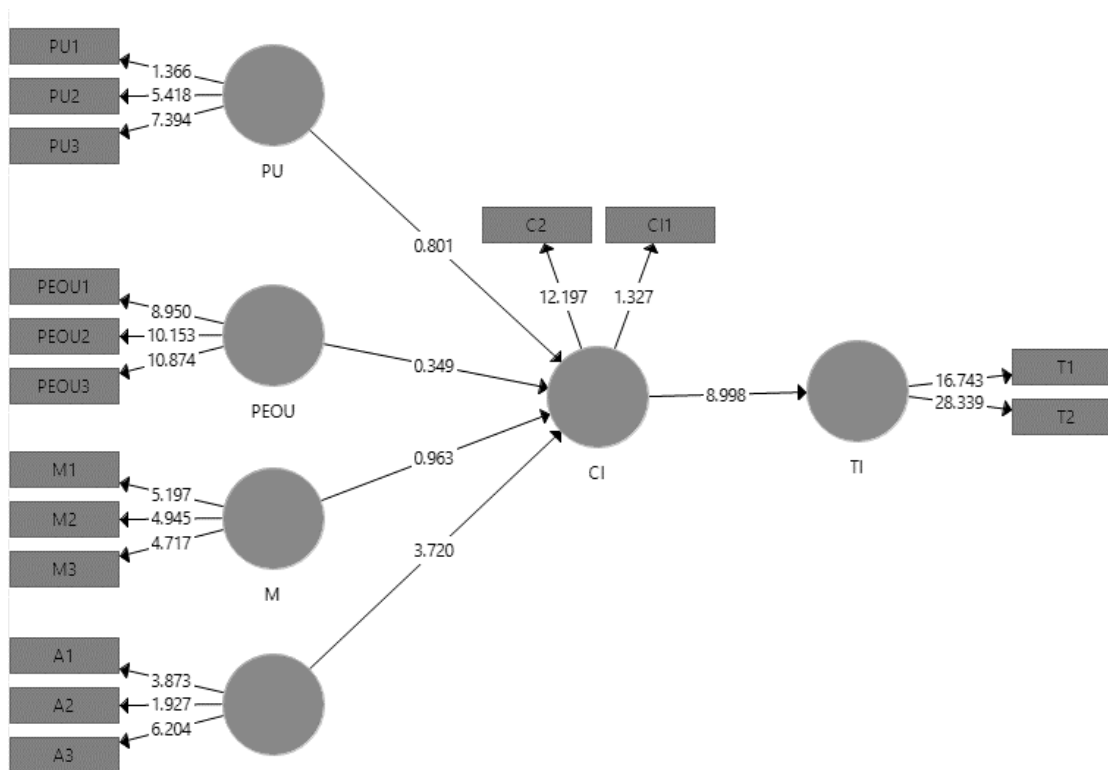 PU1
PU2
PU3
1.366
5.418
7.394
PU
0.801
C2
CI1
12.197
1.327
PEOU1
PEOU2
PEOU3
8.950
10.153
10.874
PEOU
0.349
CI
8.998
TI
16.743
28.339
T1
T2
M1
M2
M3
5.197
4.945
4.717
M
0.963
3.720
A1
A2
A3
3.873
1.927
6.204